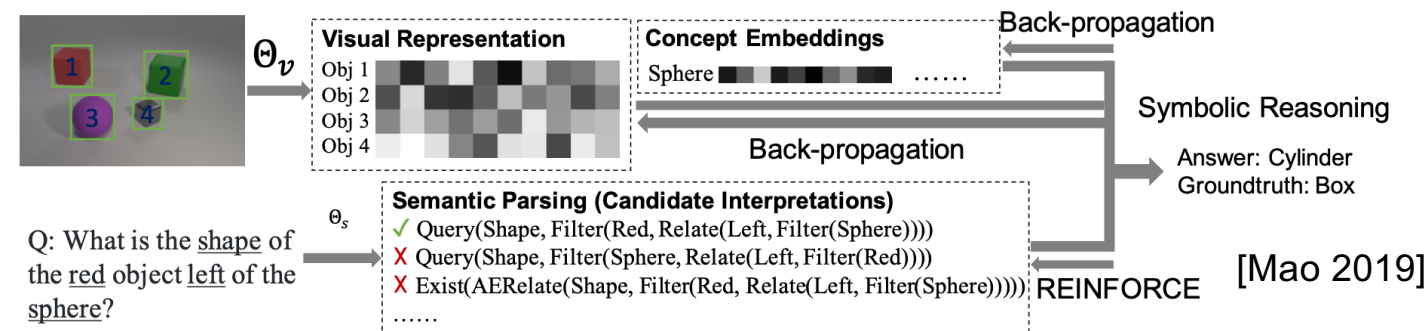 1
2
3
4
Θv
Visual Representation
Obj 1
Obj 2
Obj 3
Obj 4
Concept Embeddings
Sphere ......
Back-propagation
Back-propagation
Symbolic Reasoning
Answer: Cylinder
Groundtruth: Box
Q: What is the shape of
the red object left of the
sphere?
Θs
Semantic Parsing (Candidate Interpretations)
✓ Query(Shape, Filter(Red, Relate(Left, Filter(Sphere))))
X Query(Shape, Filter(Sphere, Relate(Left, Filter(Red))))
X Exist(AERelate(Shape, Filter(Red, Relate(Left, Filter(Sphere)))))
......
REINFORCE
[Mao 2019]